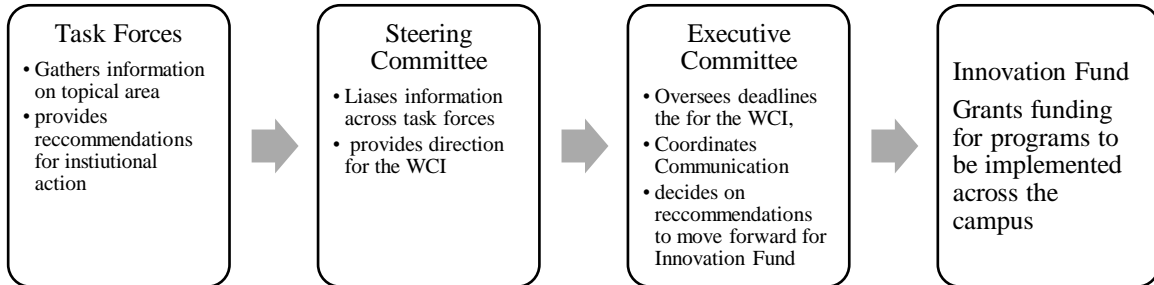 Task Forces
• Gathers information
on topical area
• provides
reccommendations
for instiutional
action
Steering
Committee
• Liases information
across task forces
• provides direction
for the WCI
Executive
Committee
• Oversees deadlines
the for the WCI,
• Coordinates
Communication
• decides on
reccommendations
to move forward for
Innovation Fund
Innovation Fund
Grants funding
for programs to
be implemented
across the
campus